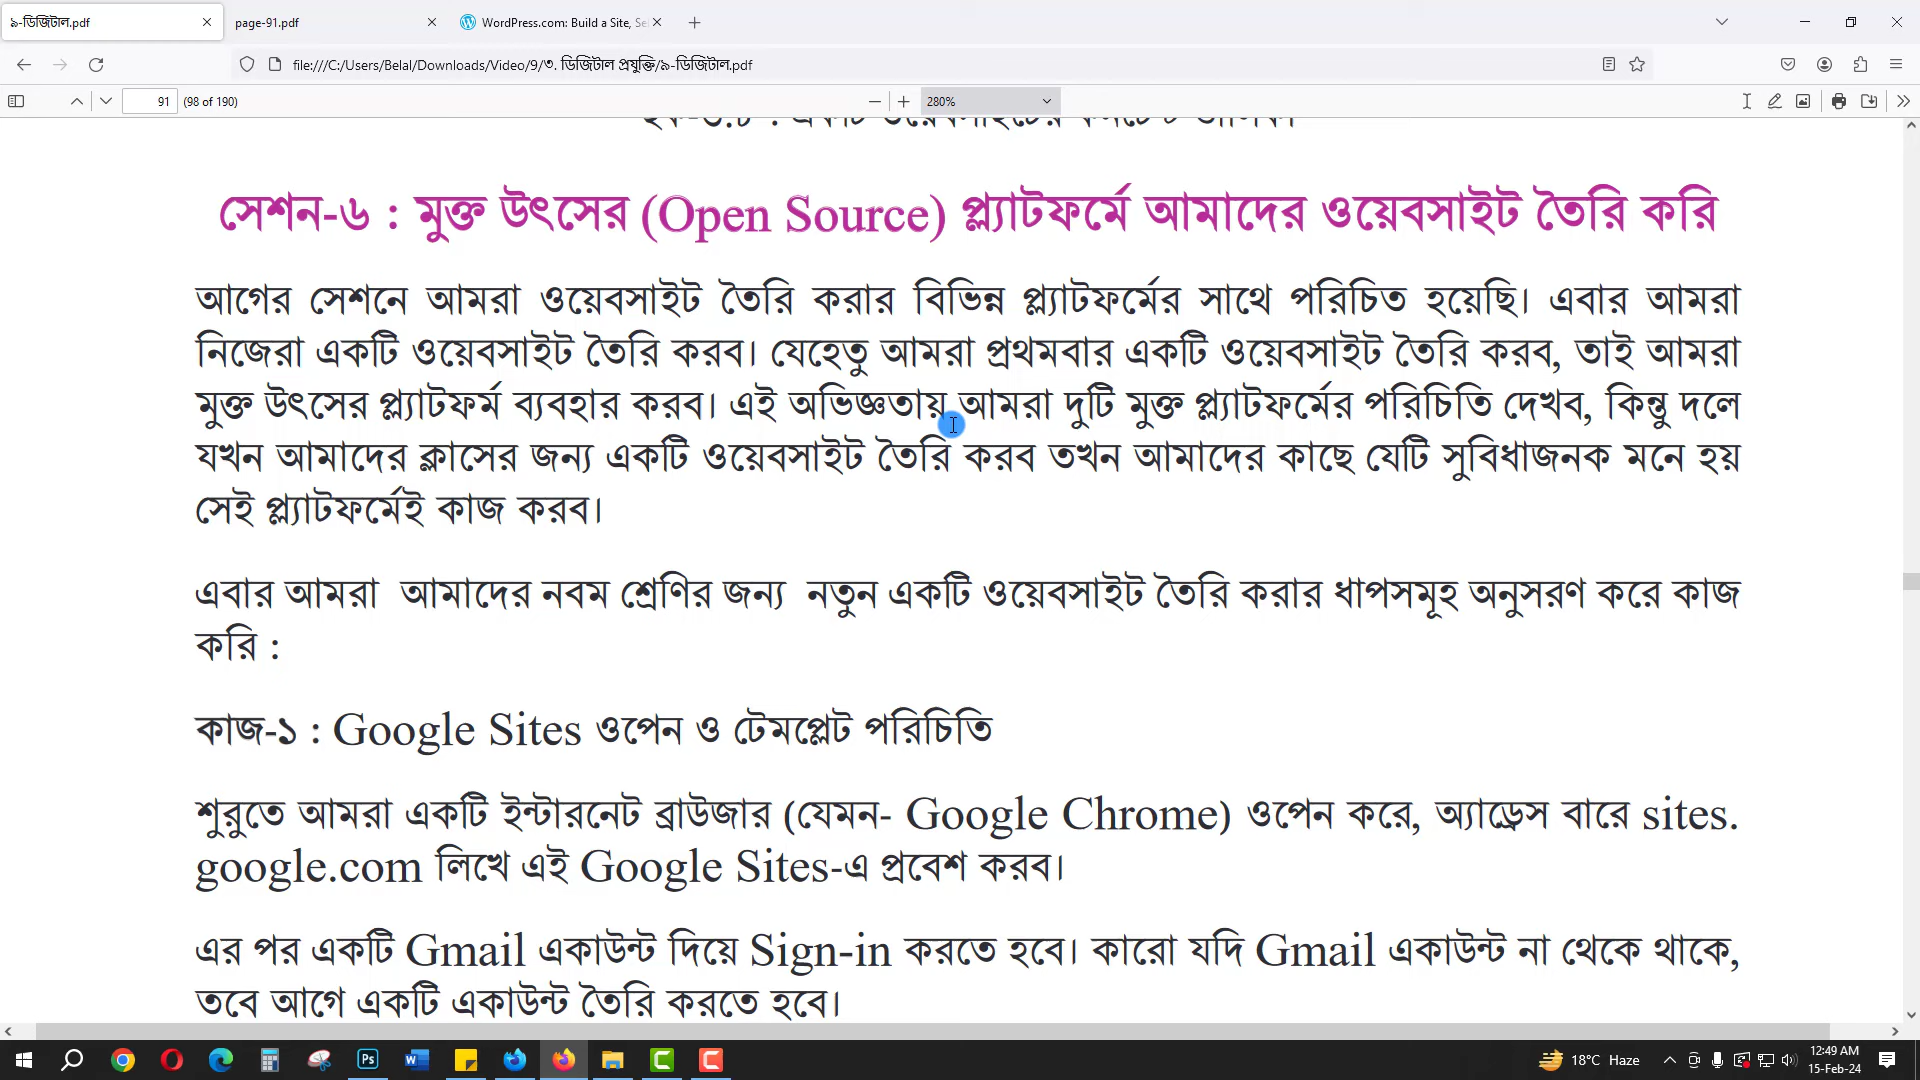 ৯-ডিজিটাল.pdf
page-91.pdf
WordPress.com: Build a Site, Se
file:///C:/Users/Belal/Downloads/Video/9/৩. ডিজিটাল প্রযুক্তি/৯-ডিজিটাল.pdf
91 (98 of 190)
280%
সেশন-৬ : মুক্ত উৎসের (Open Source) প্ল্যাটফর্মে আমাদের ওয়েবসাইট তৈরি করি
আগের সেশনে আমরা ওয়েবসাইট তৈরি করার বিভিন্ন প্ল্যাটফর্মের সাথে পরিচিত হয়েছি। এবার আমরা
নিজেরা একটি ওয়েবসাইট তৈরি করব। যেহেতু আমরা প্রথমবার একটি ওয়েবসাইট তৈরি করব, তাই আমরা
মুক্ত উৎসের প্ল্যাটফর্ম ব্যবহার করব। এই অভিজ্ঞতায় আমরা দুটি মুক্ত প্ল্যাটফর্মের পরিচিতি দেখব, কিন্তু দলে
যখন আমাদের ক্লাসের জন্য একটি ওয়েবসাইট তৈরি করব তখন আমাদের কাছে যেটি সুবিধাজনক মনে হয়
সেই প্ল্যাটফর্মেই কাজ করব।
এবার আমরা আমাদের নবম শ্রেণির জন্য নতুন একটি ওয়েবসাইট তৈরি করার ধাপসমূহ অনুসরণ করে কাজ
করি :
কাজ-১ : Google Sites ওপেন ও টেমপ্লেট পরিচিতি
শুরুতে আমরা একটি ইন্টারনেট ব্রাউজার (যেমন- Google Chrome) ওপেন করে, অ্যাড্রেস বারে sites.
google.com লিখে এই Google Sites-এ প্রবেশ করব।
এর পর একটি Gmail একাউন্ট দিয়ে Sign-in করতে হবে। কারো যদি Gmail একাউন্ট না থেকে থাকে,
তবে আগে একটি একাউন্ট তৈরি করতে হবে।
18°C Haze
12:49 AM
15-Feb-24